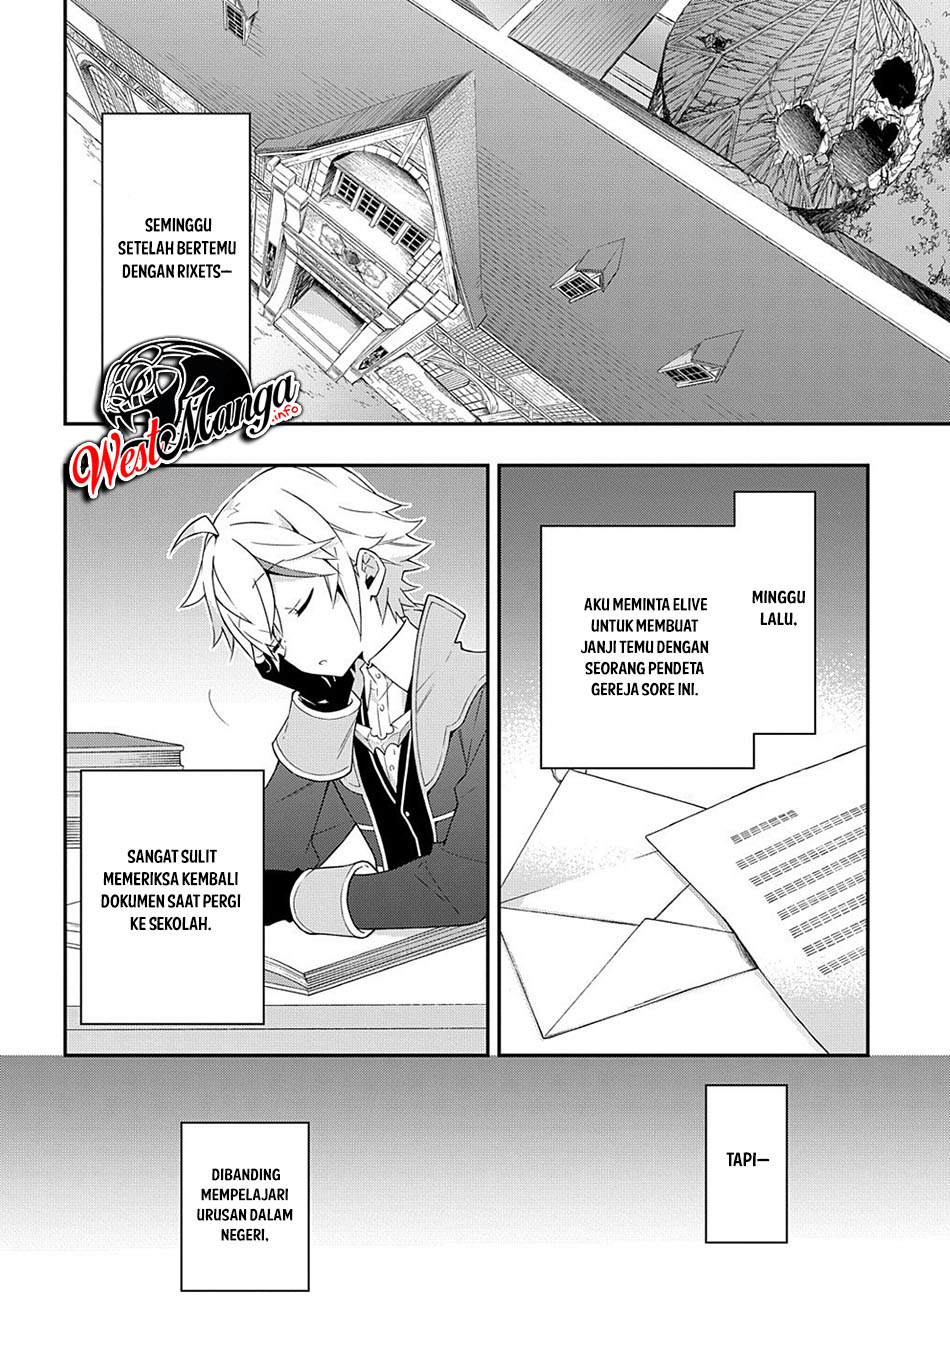 SEMINGGU
SETELAH BERTEMU
DENGAN RIXETS—
WestManga
.info
MINGGU
LALU,
AKU MEMINTA ELIVE
UNTUK MEMBUAT
JANJI TEMU DENGAN
SEORANG PENDETA
GEREJA SORE INI.
SANGAT SULIT
MEMERIKSA KEMBALI
DOKUMEN SAAT PERGI
KE SEKOLAH.
TAPI—
DIBANDING
MEMPELAJARI
URUSAN DALAM
NEGERI,